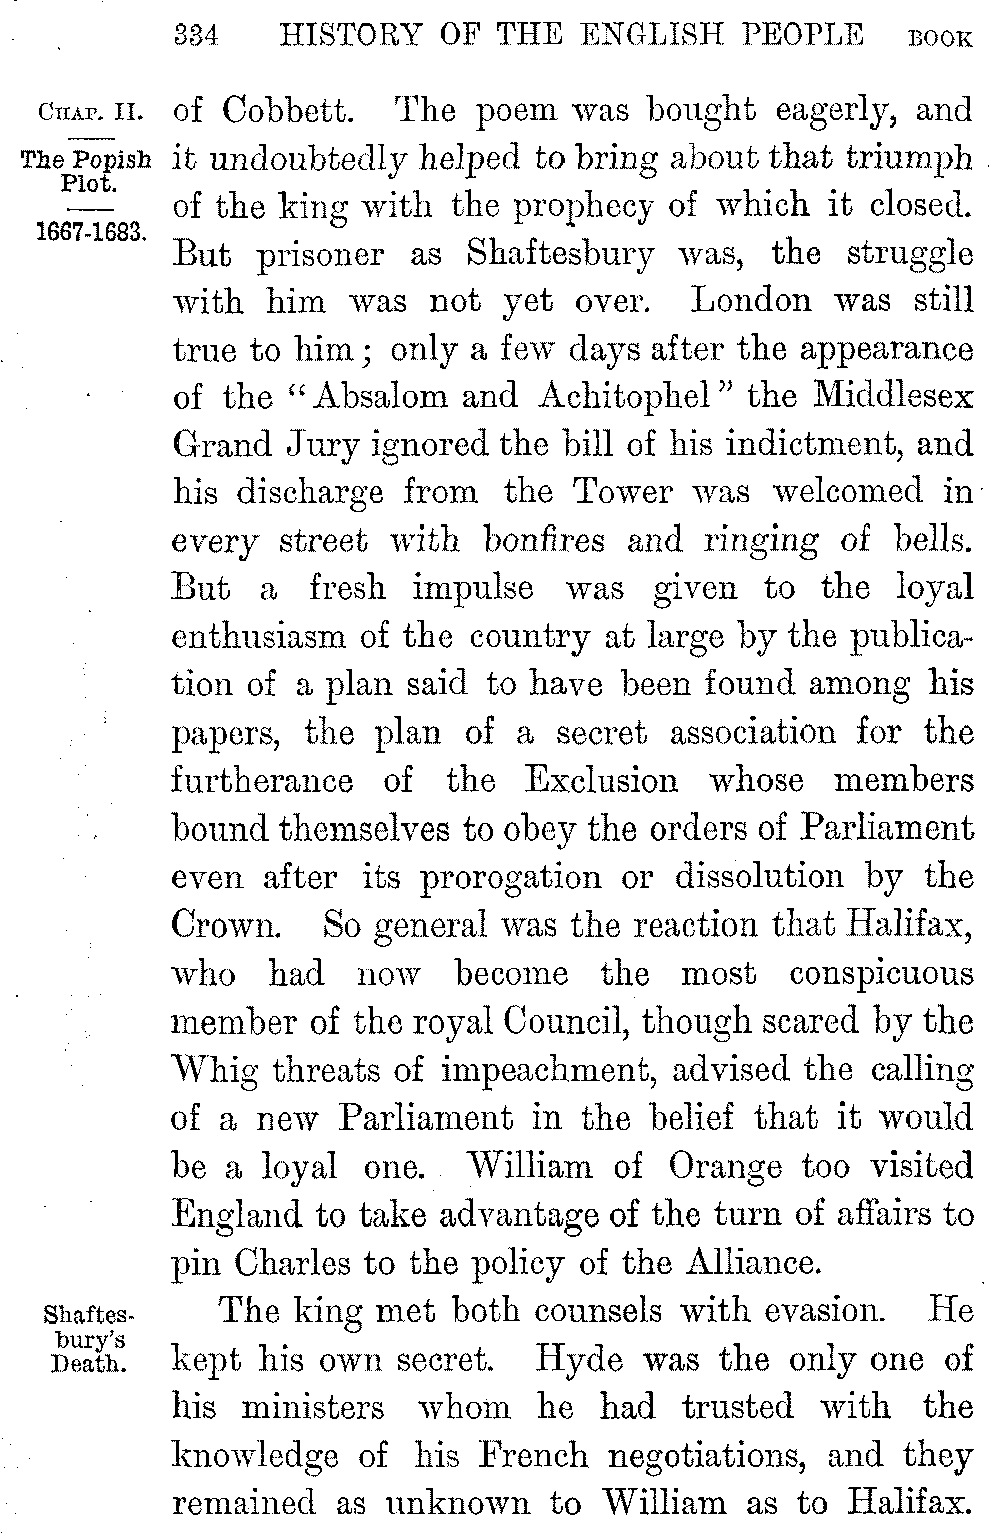 334 HISTORY OF THE ENGLISH PEOPLE BOOK
CHAP. II.
The Popish
Plot.
1667-1683.
of Cobbett. The poem was bought eagerly, and
it undoubtedly helped to bring about that triumph
of the king with the prophecy of which it closed.
But prisoner as Shaftesbury was, the struggle
with him was not yet over. London was still
true to him; only a few days after the appearance
of the “Absalom and Achitophel” the Middlesex
Grand Jury ignored the bill of his indictment, and
his discharge from the Tower was welcomed in
every street with bonfires and ringing of bells.
But a fresh impulse was given to the loyal
enthusiasm of the country at large by the publica-
tion of a plan said to have been found among his
papers, the plan of a secret association for the
furtherance of the Exclusion whose members
bound themselves to obey the orders of Parliament
even after its prorogation or dissolution by the
Crown. So general was the reaction that Halifax,
who had now become the most conspicuous
member of the royal Council, though scared by the
Whig threats of impeachment, advised the calling
of a new Parliament in the belief that it would
be a loyal one. William of Orange too visited
England to take advantage of the turn of affairs to
pin Charles to the policy of the Alliance.
Shaftes-
bury's
Death.
The king met both counsels with evasion. He
kept his own secret. Hyde was the only one of
his ministers whom he had trusted with the
knowledge of his French negotiations, and they
remained as unknown to William as to Halifax.